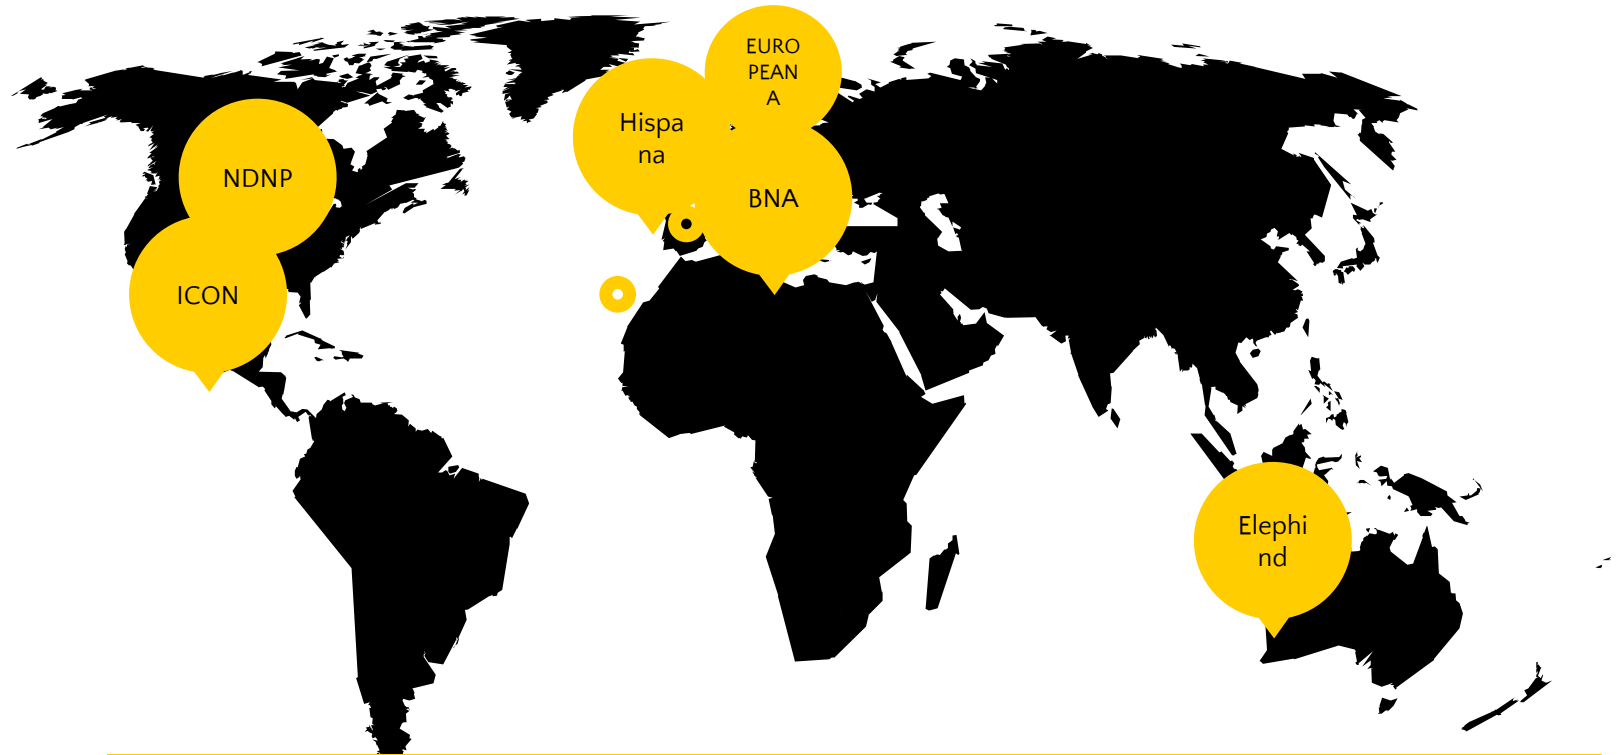 EURO
PEAN
A
Hispa
na
NDNP
BNA
ICON
Elephi
nd